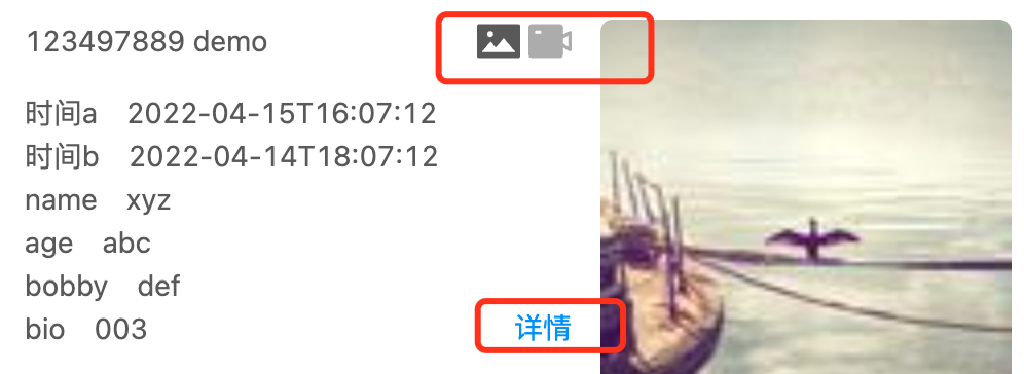 123497889 demo
时间a 2022-04-15T16:07:12
时间b 2022-04-14T18:07:12
name xyz
age abc
bobby def
bio 003
详情